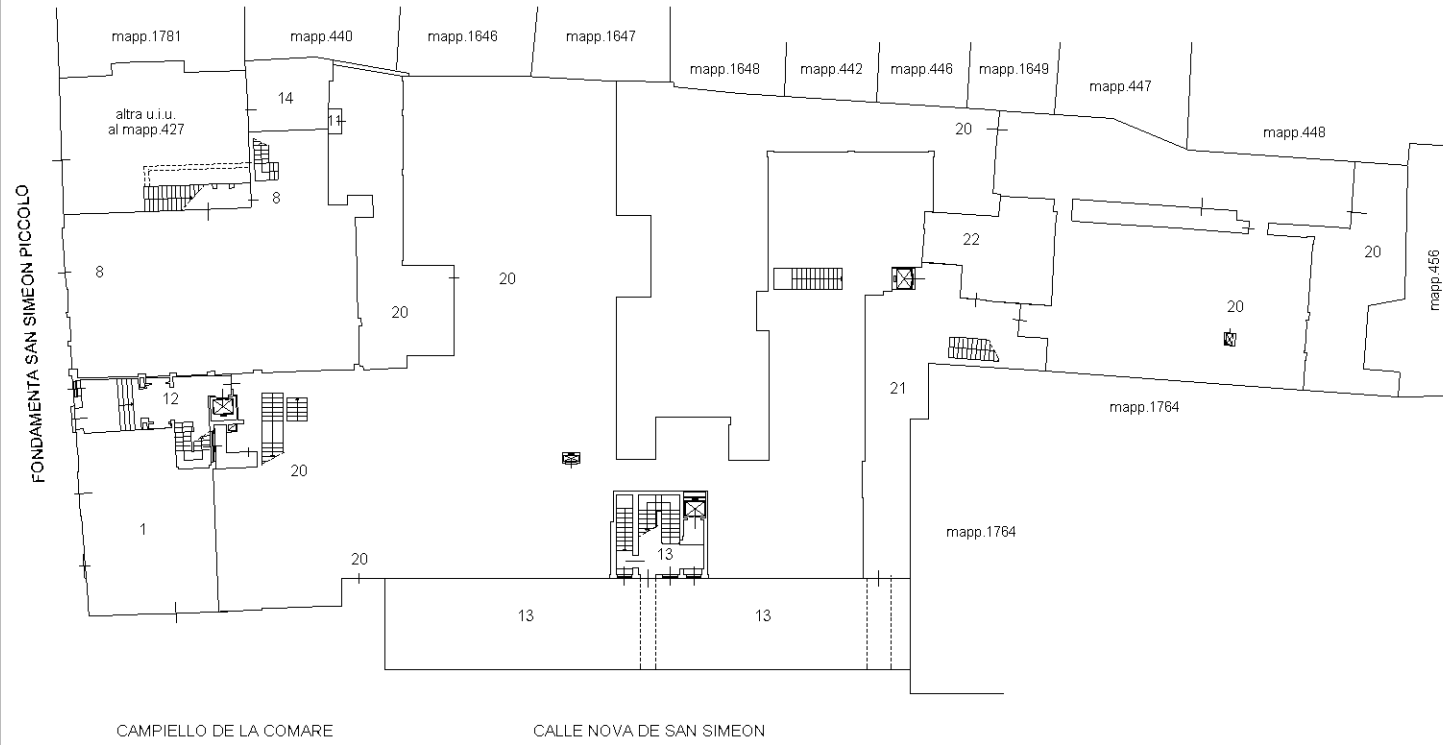 mapp.1781
mapp.440
mapp.1646
mapp.1647
mapp.1648
mapp.442
mapp.446
mapp.1649
mapp.447
mapp.448
mapp.456
altra u.i.u.
al mapp.427
14
11
20
8
8
22
20
20
20
20
FONDAMENTA SAN SIMEON PICCOLO
12
21
mapp.1764
20
1
mapp.1764
13
20
13
13
CAMPIELLO DE LA COMARE
CALLE NOVA DE SAN SIMEON